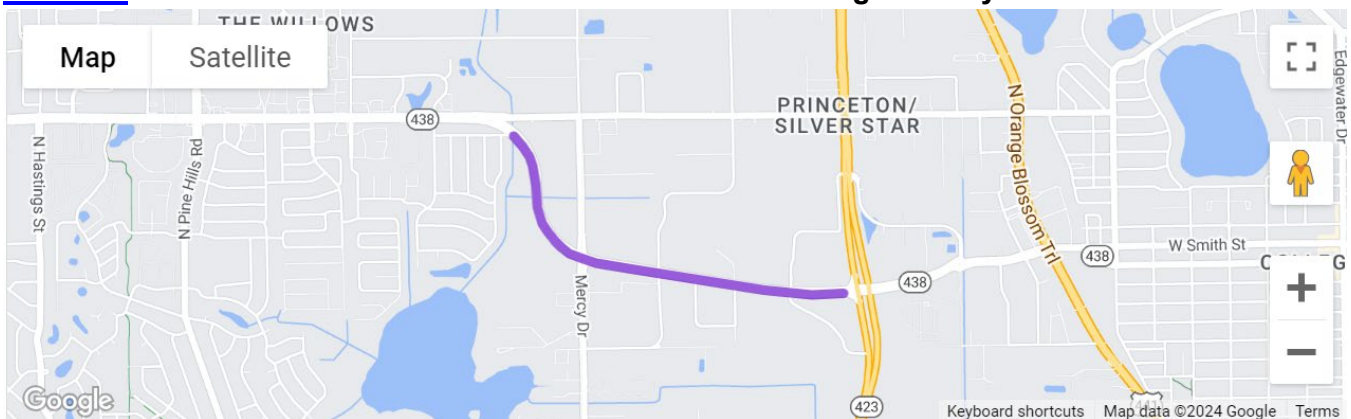 THE WILLOWS
Map
Satellite
438
PRINCETON/
SILVER STAR
N Orange Blossom Trl
Edgewater Dr
N Hastings St
N Pine Hills Rd
Mercy Dr
438
438
W Smith St
423
441
Google
Keyboard shortcuts
Map data ©2024 Google
Terms